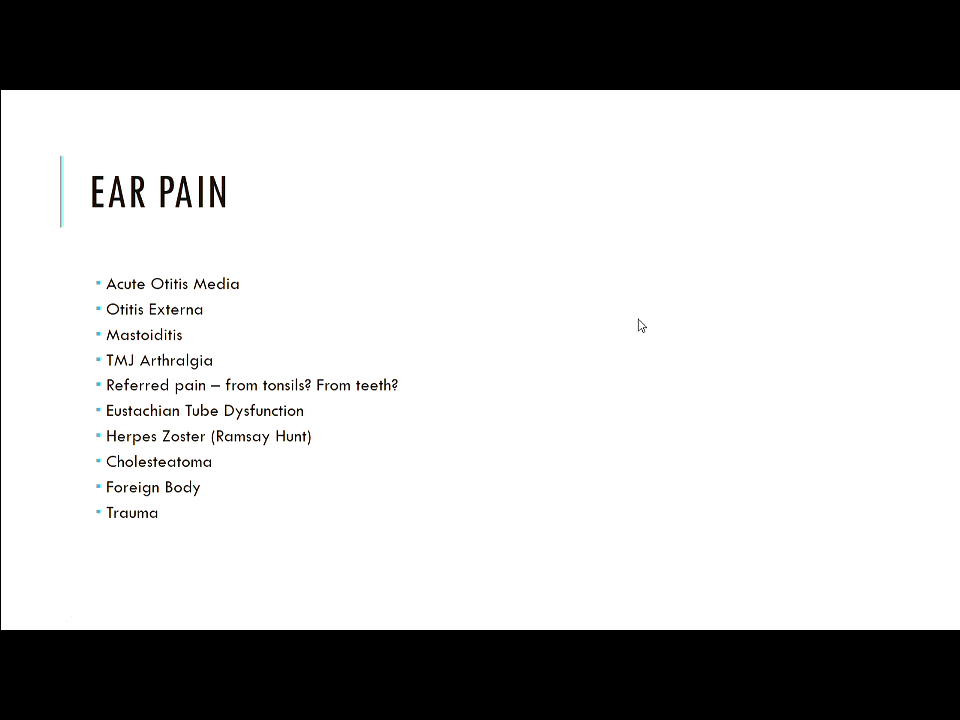 EAR PAIN
Acute Otitis Media
Otitis Externa
Mastoiditis
TMJ Arthralgia
Referred pain – from tonsils? From teeth?
Eustachian Tube Dysfunction
Herpes Zoster (Ramsay Hunt)
Cholesteatoma
Foreign Body
Trauma